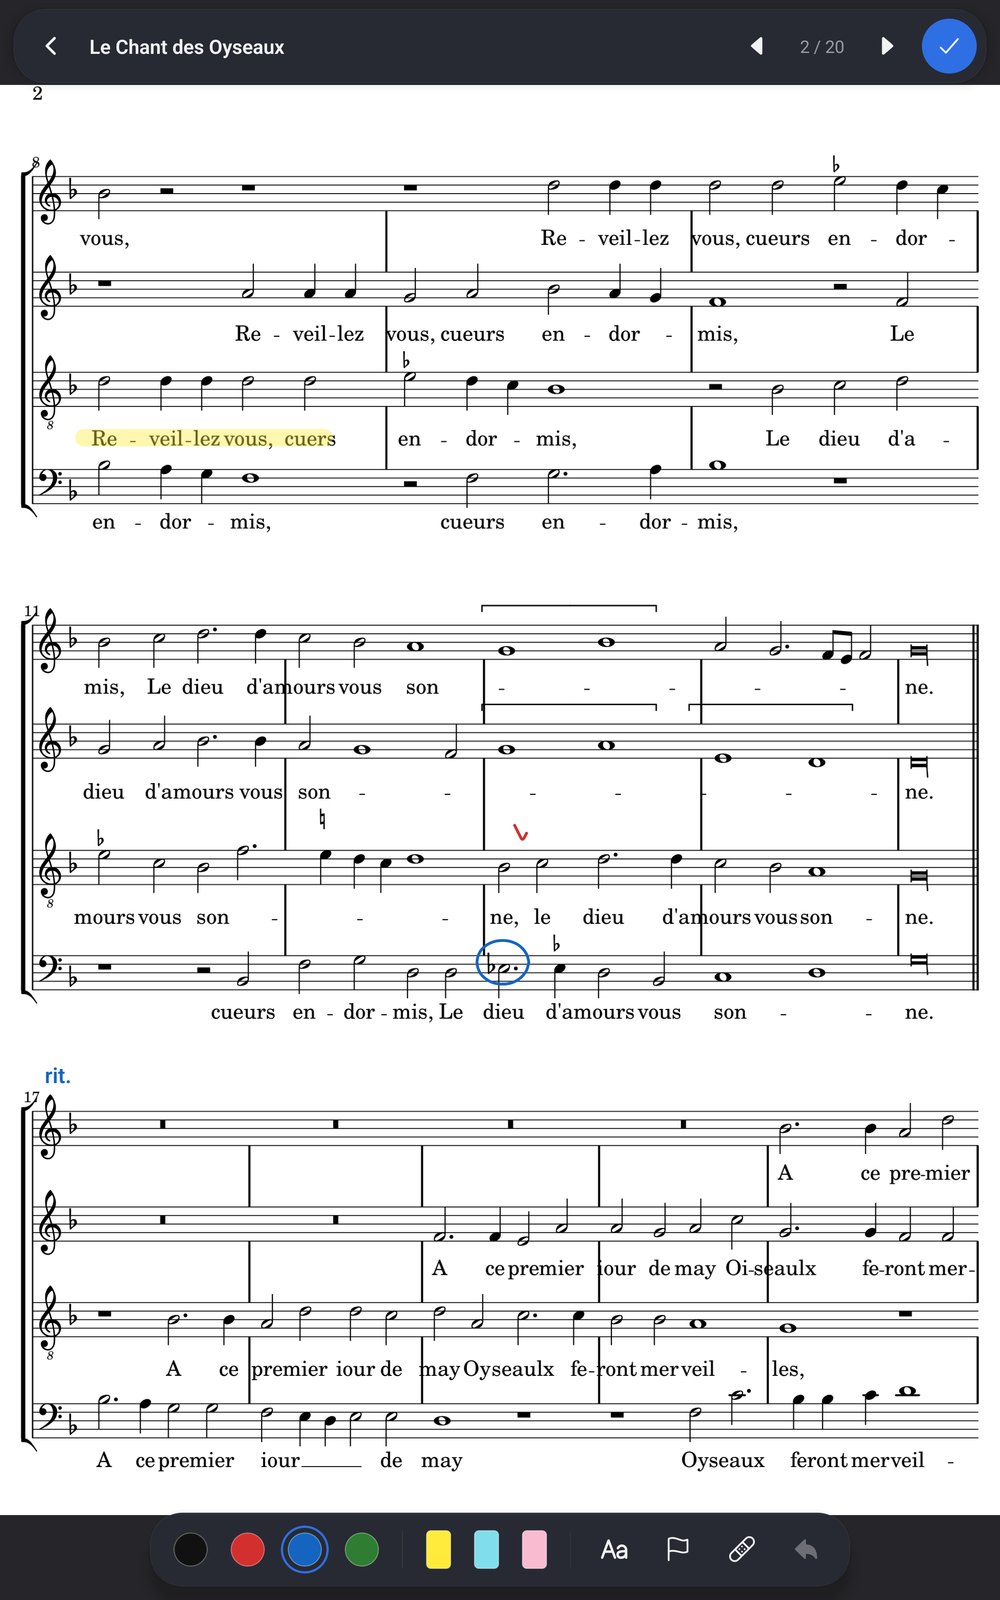 Le Chant des Oyseaux
2 / 20
2
8
vous, Re - veil-lez vous, cueurs en - dor -
Re - veil-lez vous, cueurs en - dor - mis, Le
8
Re - veil-lez vous, cuers en - dor - mis, Le dieu d'a -
en - dor - mis, cueurs en - dor - mis,
11
mis, Le dieu d'amours vous son - - - - - ne.
dieu d'amours vous son - - - - - - - ne.
8
mours vous son - - - ne, le dieu d'amours vous son - ne.
cueurs en - dor - mis, Le dieu d'amours vous son - - ne.
rit.
17
A ce pre-mier
A ce premier iour de may Oi-seaulx fe-ront mer-
8
A ce premier iour de may Oyseaulx fe-ront mer veil - les,
A ce premier iour de may Oyseaux feront merveil -
Aa